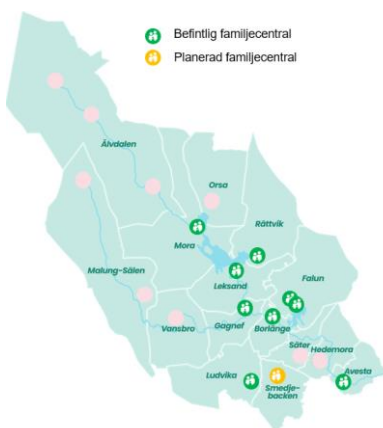 Befintlig familjecentral
Planerad familjecentral
Älvdalen
Orsa
Rättvik
Mora
Malung-Sälen
Leksand
Falun
Vansbro
Gagnef
Borlänge
Säter
Hedemora
Ludvika
Avesta
Smedje-
backen